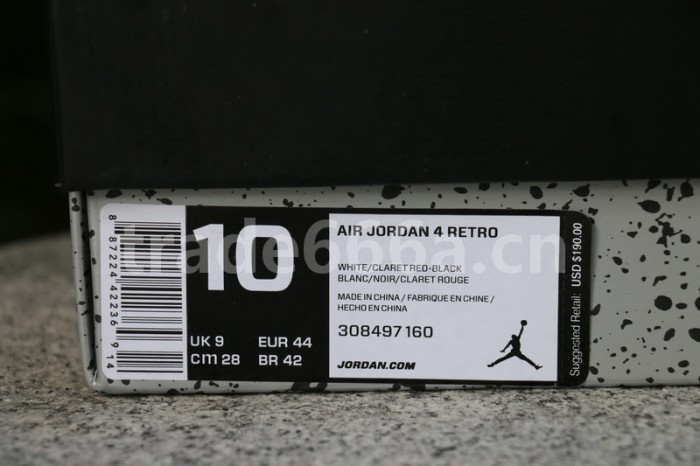 8 87224 42236 9 14
10
UK 9 EUR 44
CM 28 BR 42
AIR JORDAN 4 RETRO
WHITE/CLARET RED-BLACK
BLANC/NOIR/CLARET ROUGE
MADE IN CHINA / FABRIQUE EN CHINE /
HECHO EN CHINA
308497 160
JORDAN.COM
Suggested Retail: USD $190.00
trade666a.cn